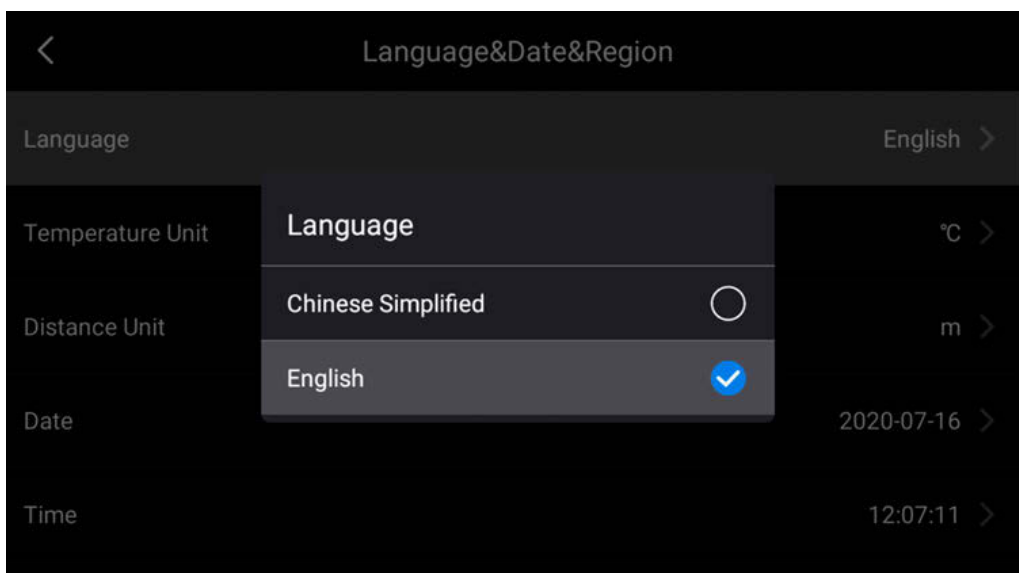 Language&Date&Region
Language English
Language
Temperature Unit ℃
Chinese Simplified
Distance Unit m
English
Date 2020-07-16
Time 12:07:11